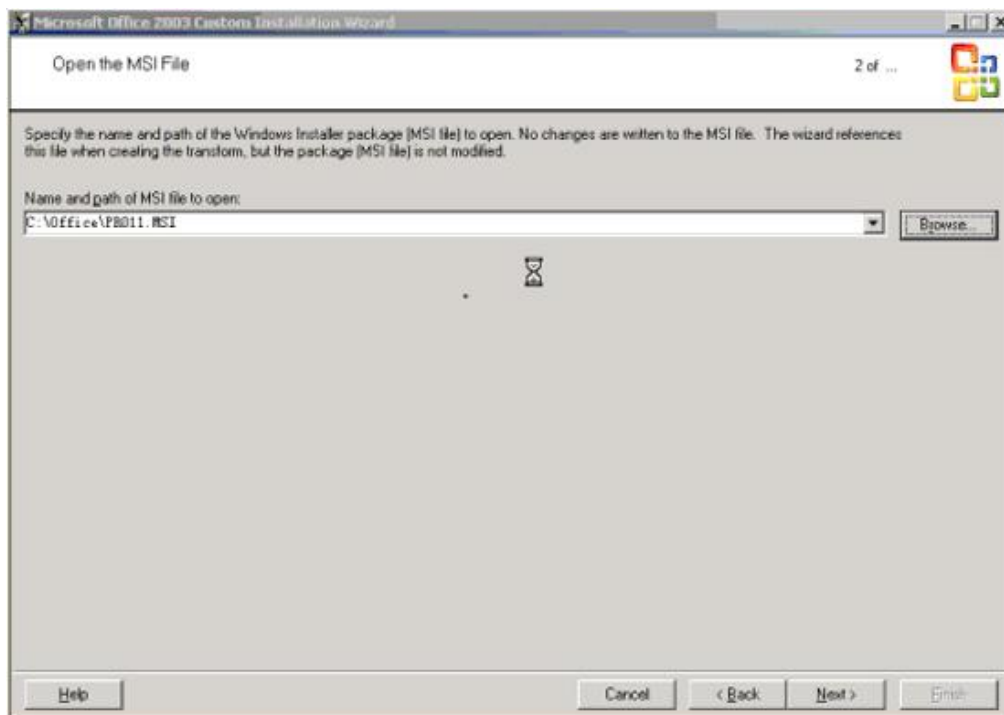 Microsoft Office 2003 Custom Installation Wizard
Open the MSI File
2 of ...
Specify the name and path of the Windows Installer package (MSI file) to open. No changes are written to the MSI file. The wizard references
this file when creating the transform, but the package (MSI file) is not modified.
Name and path of MSI file to open:
C:\Office\PRO11.MSI
Browse...
Help
Cancel
< Back
Next >
Finish